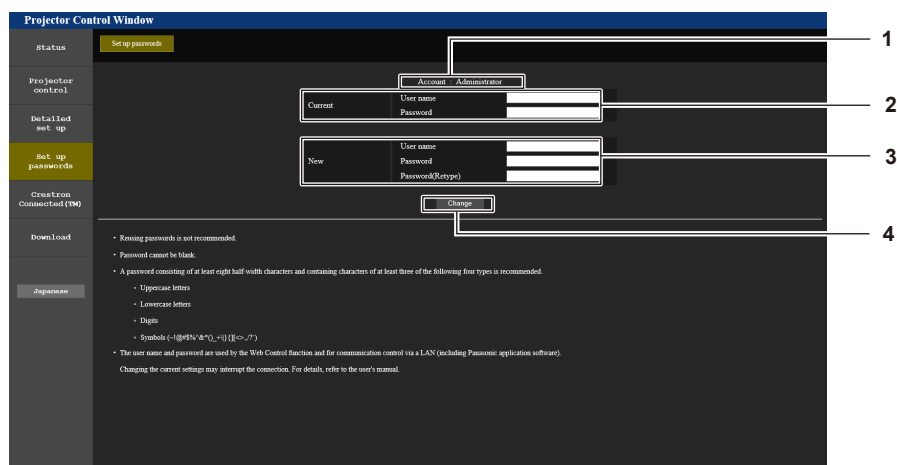 Projector Control Window
Status
Set up passwords
1
Projector
control
Account : Administrator
Current
User name
Password
2
Detailed
set up
Set up
passwords
New
User name
Password
Password(Retype)
3
Crestron
Connected(TM)
Change
4
Download
• Reusing passwords is not recommended.
• Password cannot be blank.
• A password consisting of at least eight half-width characters and containing characters of at least three of the following four types is recommended.
• Uppercase letters
Japanese
• Lowercase letters
• Digits
• Symbols (~!@#$%^&*()_+\|}{][<>.,/?`)
• The user name and password are used by the Web Control function and for communication control via a LAN (including Panasonic application software).
Changing the current settings may interrupt the connection. For details, refer to the user's manual.